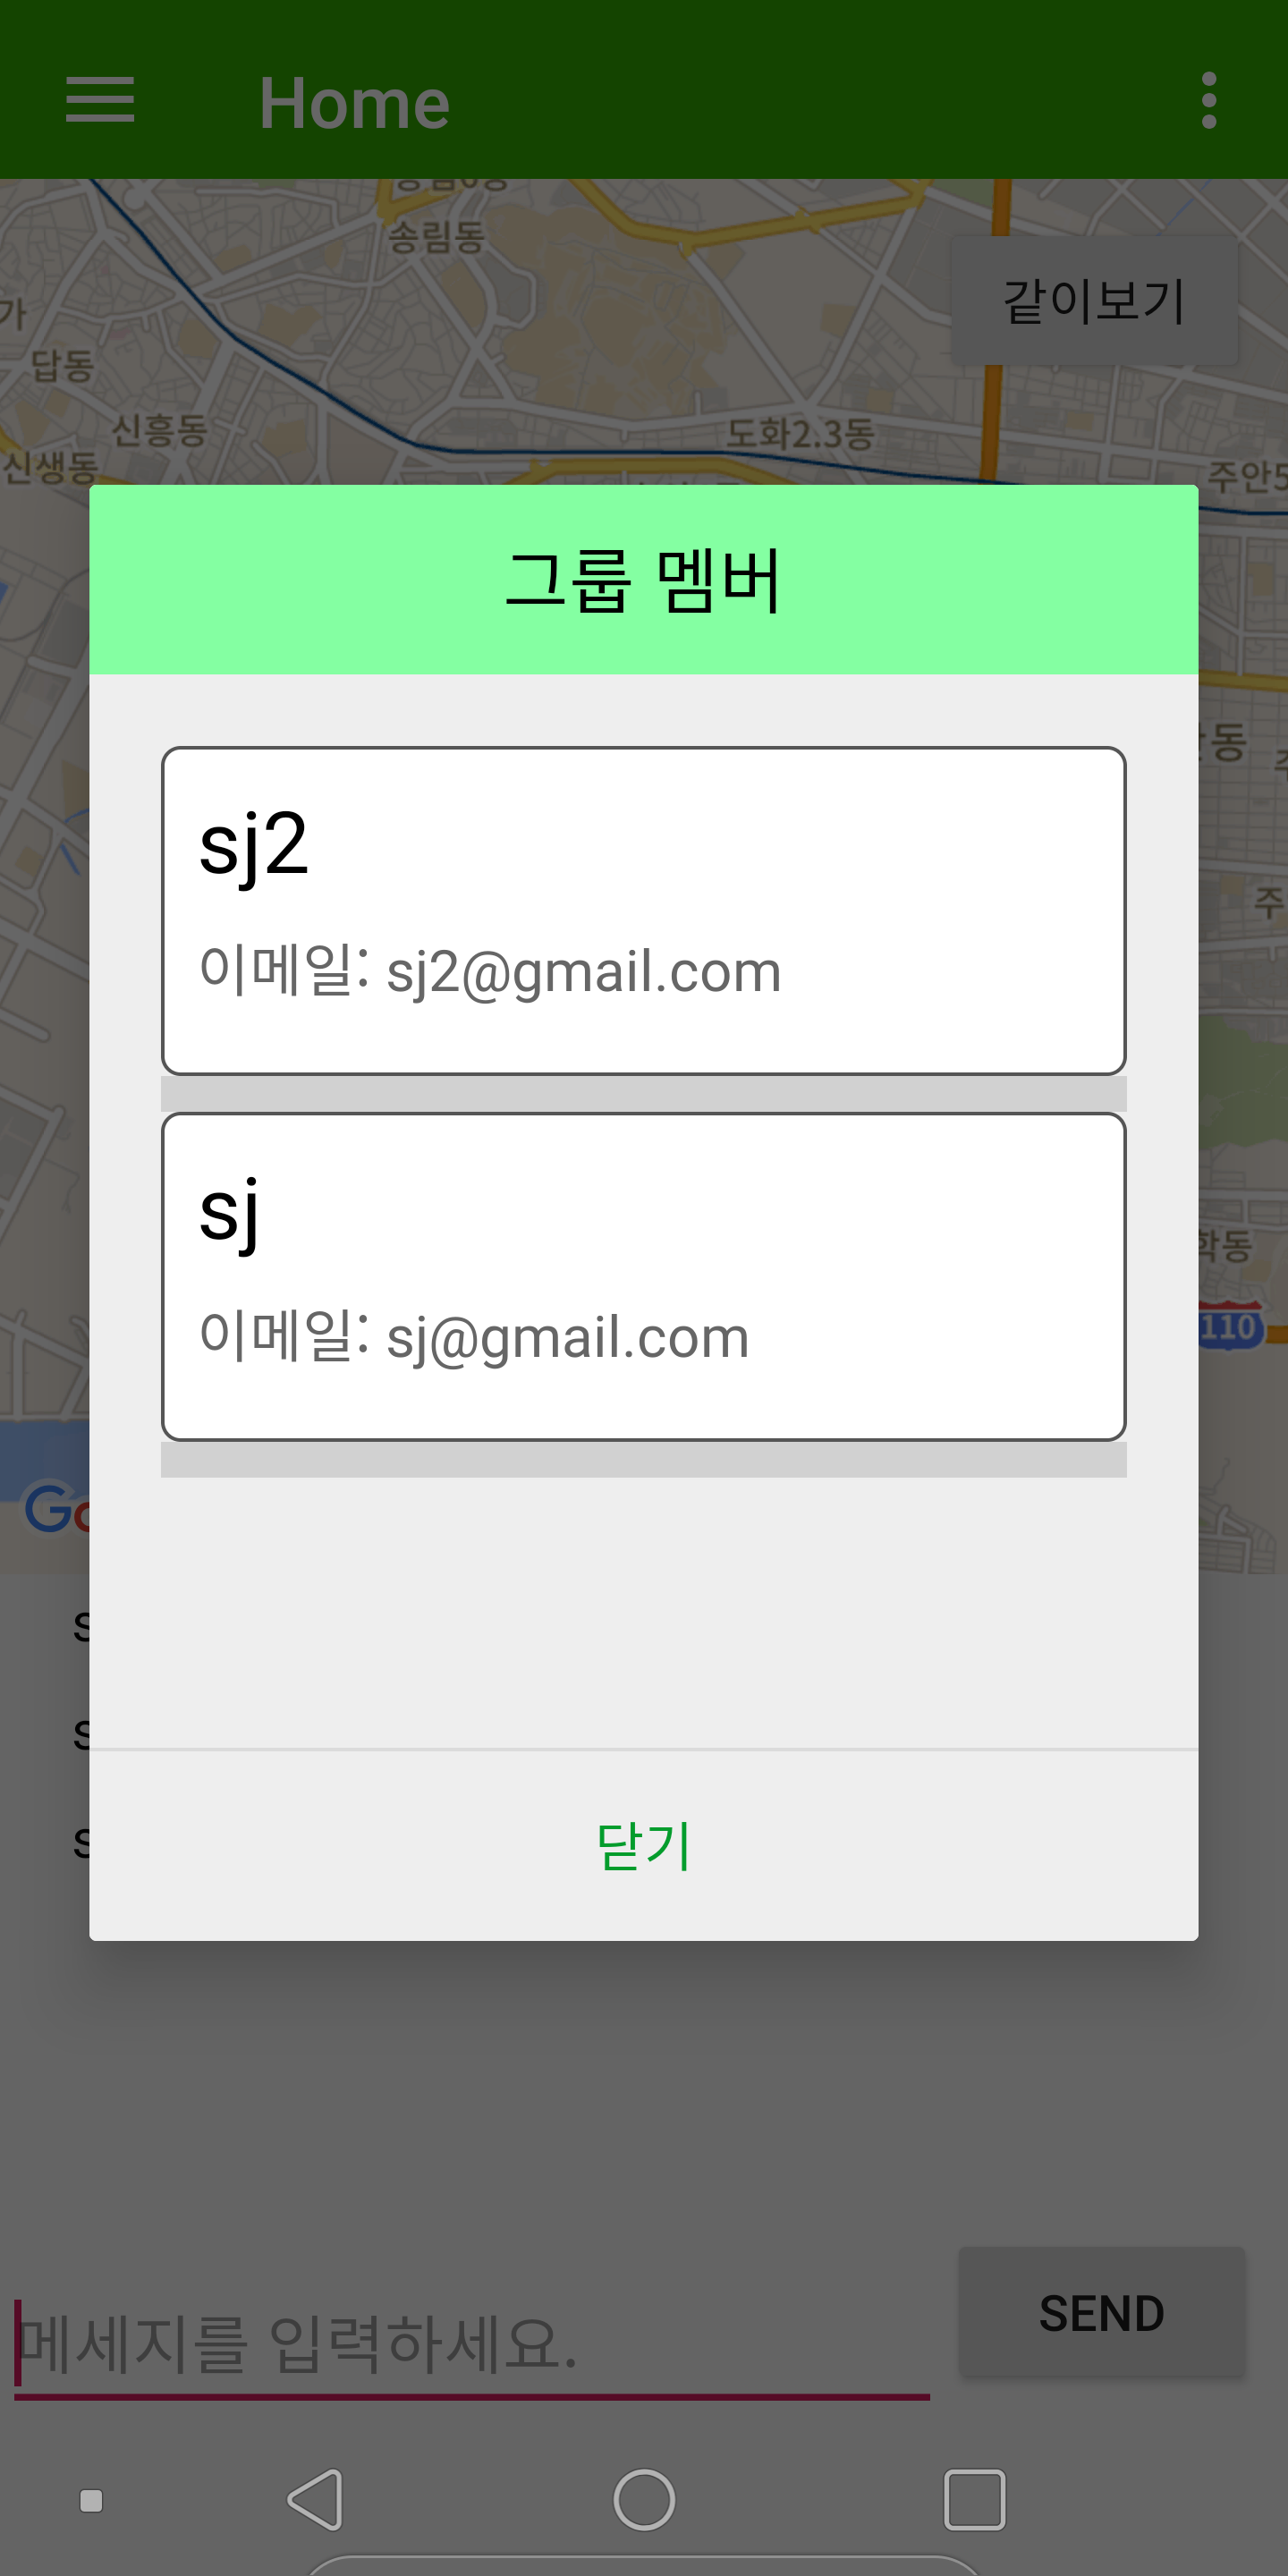 Home
송림동
같이보기
가
답동
신흥동
도화2.3동
신생동
주안5
그룹 멤버
동
sj2
주
이메일: sj2@gmail.com
sj
학동
이메일: sj@gmail.com
110
Go
s
s
s
닫기
메세지를 입력하세요.
SEND